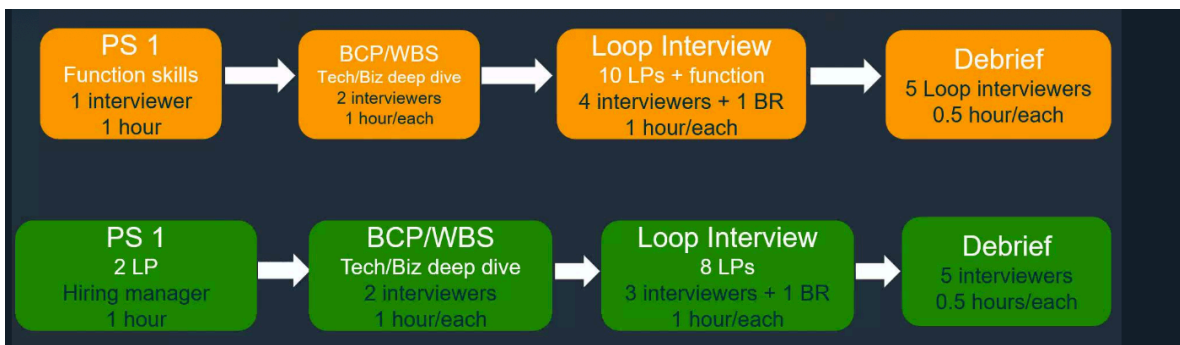 PS 1
Function skills
1 interviewer
1 hour
BCP/WBS
Tech/Biz deep dive
2 interviewers
1 hour/each
Loop Interview
10 LPs + function
4 interviewers + 1 BR
1 hour/each
Debrief
5 Loop interviewers
0.5 hour/each
PS 1
2 LP
Hiring manager
1 hour
BCP/WBS
Tech/Biz deep dive
2 interviewers
1 hour/each
Loop Interview
8 LPs
3 interviewers + 1 BR
1 hour/each
Debrief
5 interviewers
0.5 hours/each